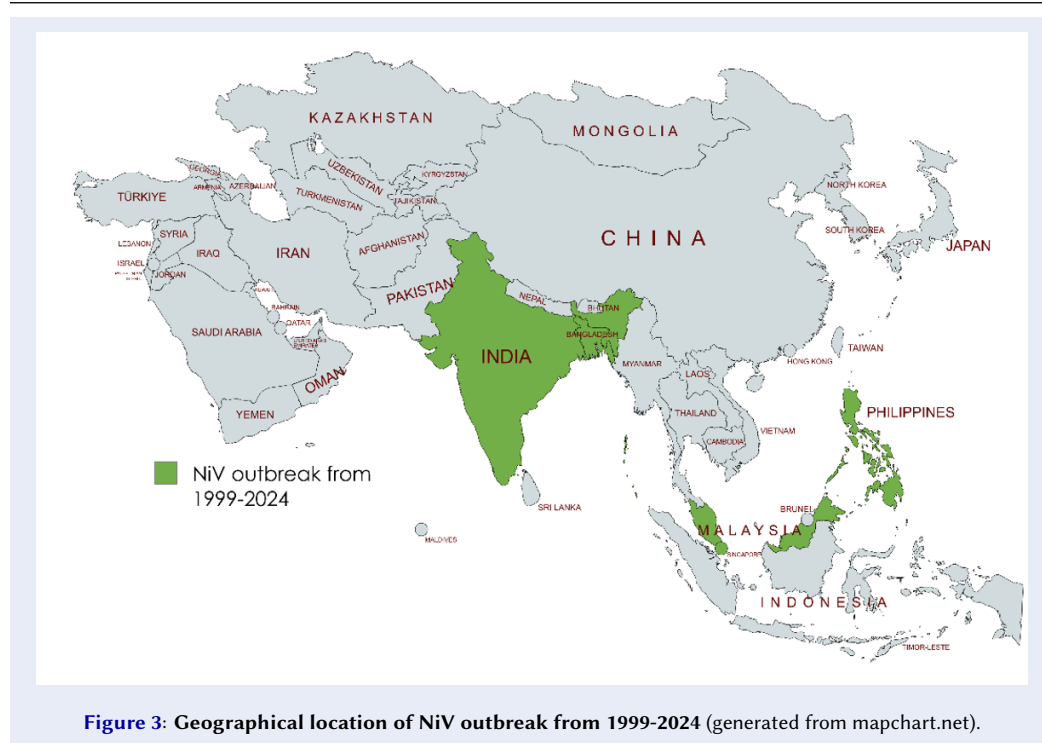 KAZAKHSTAN
MONGOLIA
GEORGIA
ARMENIA
AZERBAIJAN
UZBEKISTAN
KYRGYZSTAN
TÜRKIYE
TURKMENISTAN
TAJIKISTAN
NORTH KOREA
SYRIA
LEBANON
IRAQ
IRAN
AFGHANISTAN
CHINA
SOUTH KOREA
JAPAN
ISRAEL
JORDAN
PAKISTAN
NEPAL
BHUTAN
BAHRAIN
QATAR
SAUDI ARABIA
BANGLADESH
INDIA
MYANMAR
LAOS
HONG KONG
TAIWAN
OMAN
YEMEN
THAILAND
VIETNAM
CAMBODIA
PHILIPPINES
NiV outbreak from
1999-2024
SRI LANKA
BRUNEI
MALAYSIA
MALDIVES
SINGAPORE
INDONESIA
TIMOR-LESTE
Figure 3: Geographical location of NiV outbreak from 1999-2024 (generated from mapchart.net).